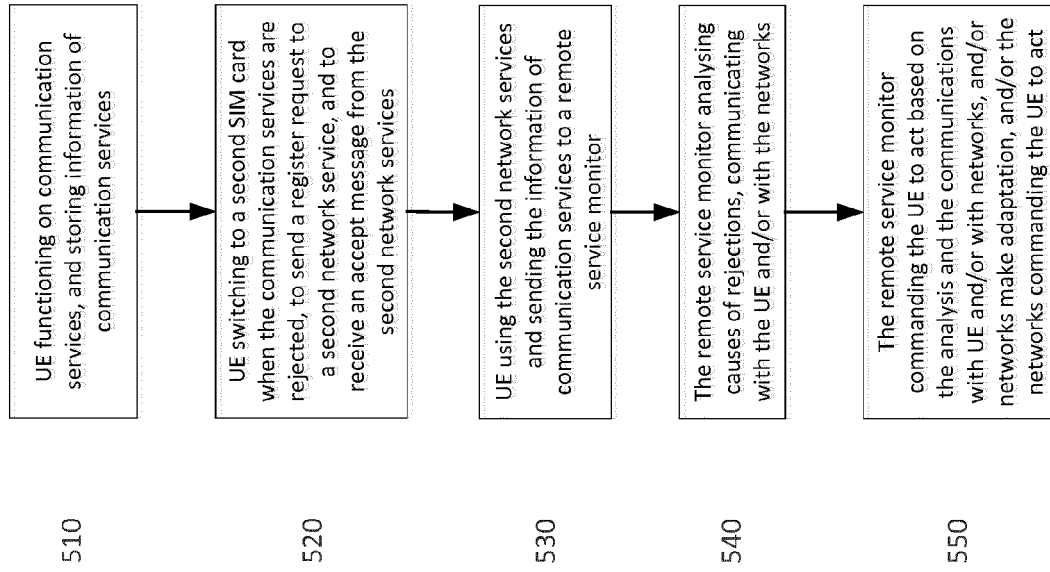 510
UE functioning on communication
services, and storing information of
communication services
520
UE switching to a second SIM card
when the communication services are
rejected, to send a register request to
a second network service, and to
receive an accept message from the
second network services
530
UE using the second network services
and sending the information of
communication services to a remote
service monitor
540
The remote service monitor analysing
causes of rejections, communicating
with the UE and/or with the networks
550
The remote service monitor
commanding the UE to act based on
the analysis and the communications
with UE and/or with networks, and/or
networks make adaptation, and/or the
networks commanding the UE to act